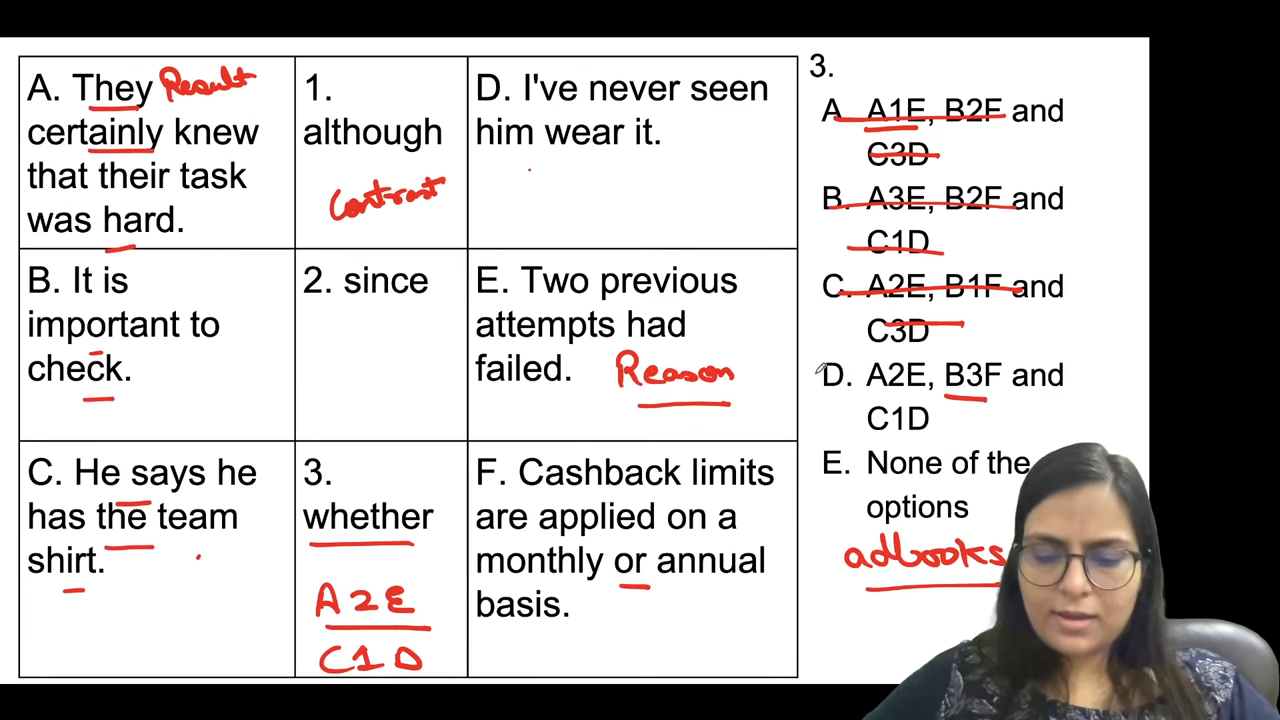 A. They Result
certainly knew
that their task
was hard.
1.
although
Contrast
D. I've never seen
him wear it.
B. It is
important to
check.
2. since
E. Two previous
attempts had
failed. Reason
C. He says he
has the team
shirt.
3.
whether
A2E
C1D
F. Cashback limits
are applied on a
monthly or annual
basis.
3.
A A1E, B2F and
C3D
B. A3E, B2F and
C1D
C. A2E, B1F and
C3D
D. A2E, B3F and
C1D
E. None of the
options
adbooks